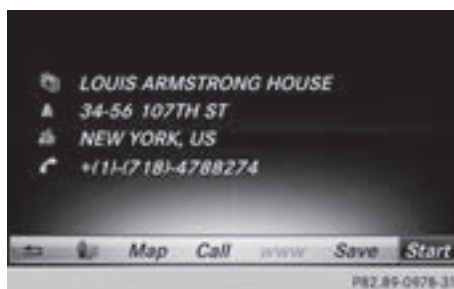 LOUIS ARMSTRONG HOUSE
34-56 107TH ST
NEW YORK, US
+(1)-(718)-4788274
Map Call www Save Start
P82.89-0978-31